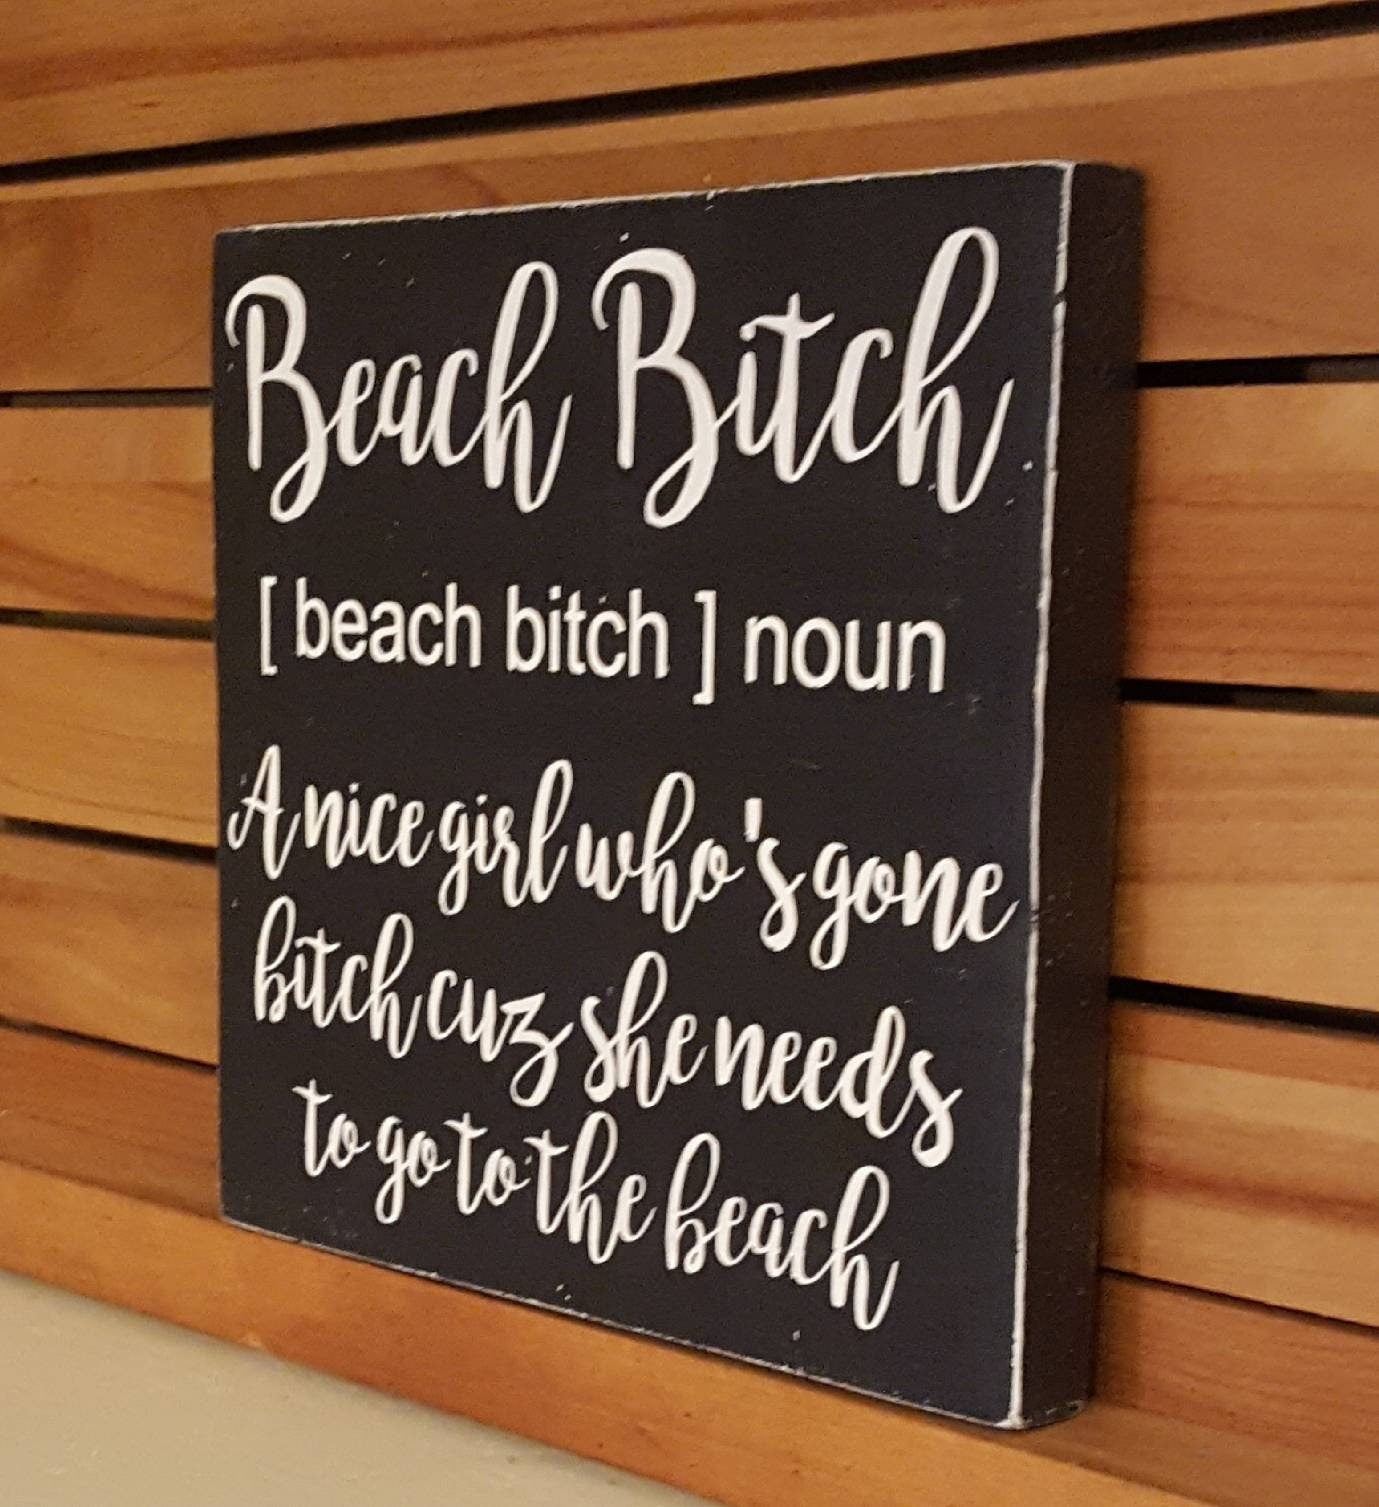 Beach Bitch
[ beach bitch ] noun
A nice girl who's gone
bitch cuz she needs
to go to the beach